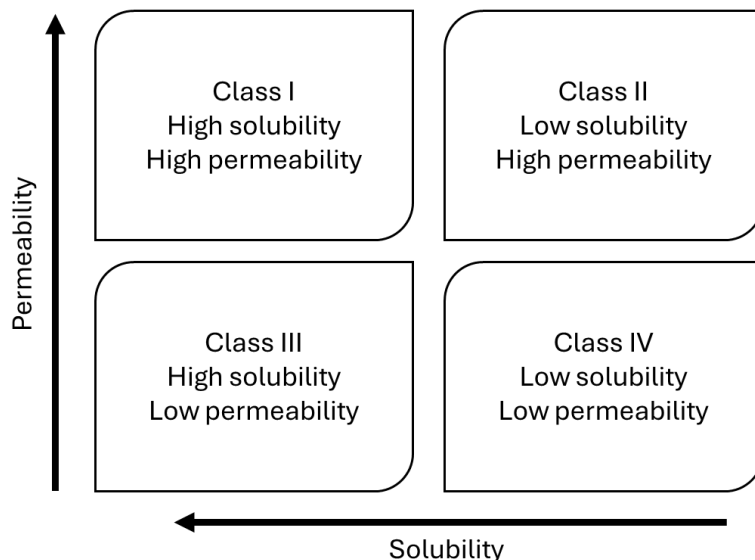 Class I
High solubility
High permeability
Class II
Low solubility
High permeability
Permeability
Class III
High solubility
Low permeability
Class IV
Low solubility
Low permeability
Solubility